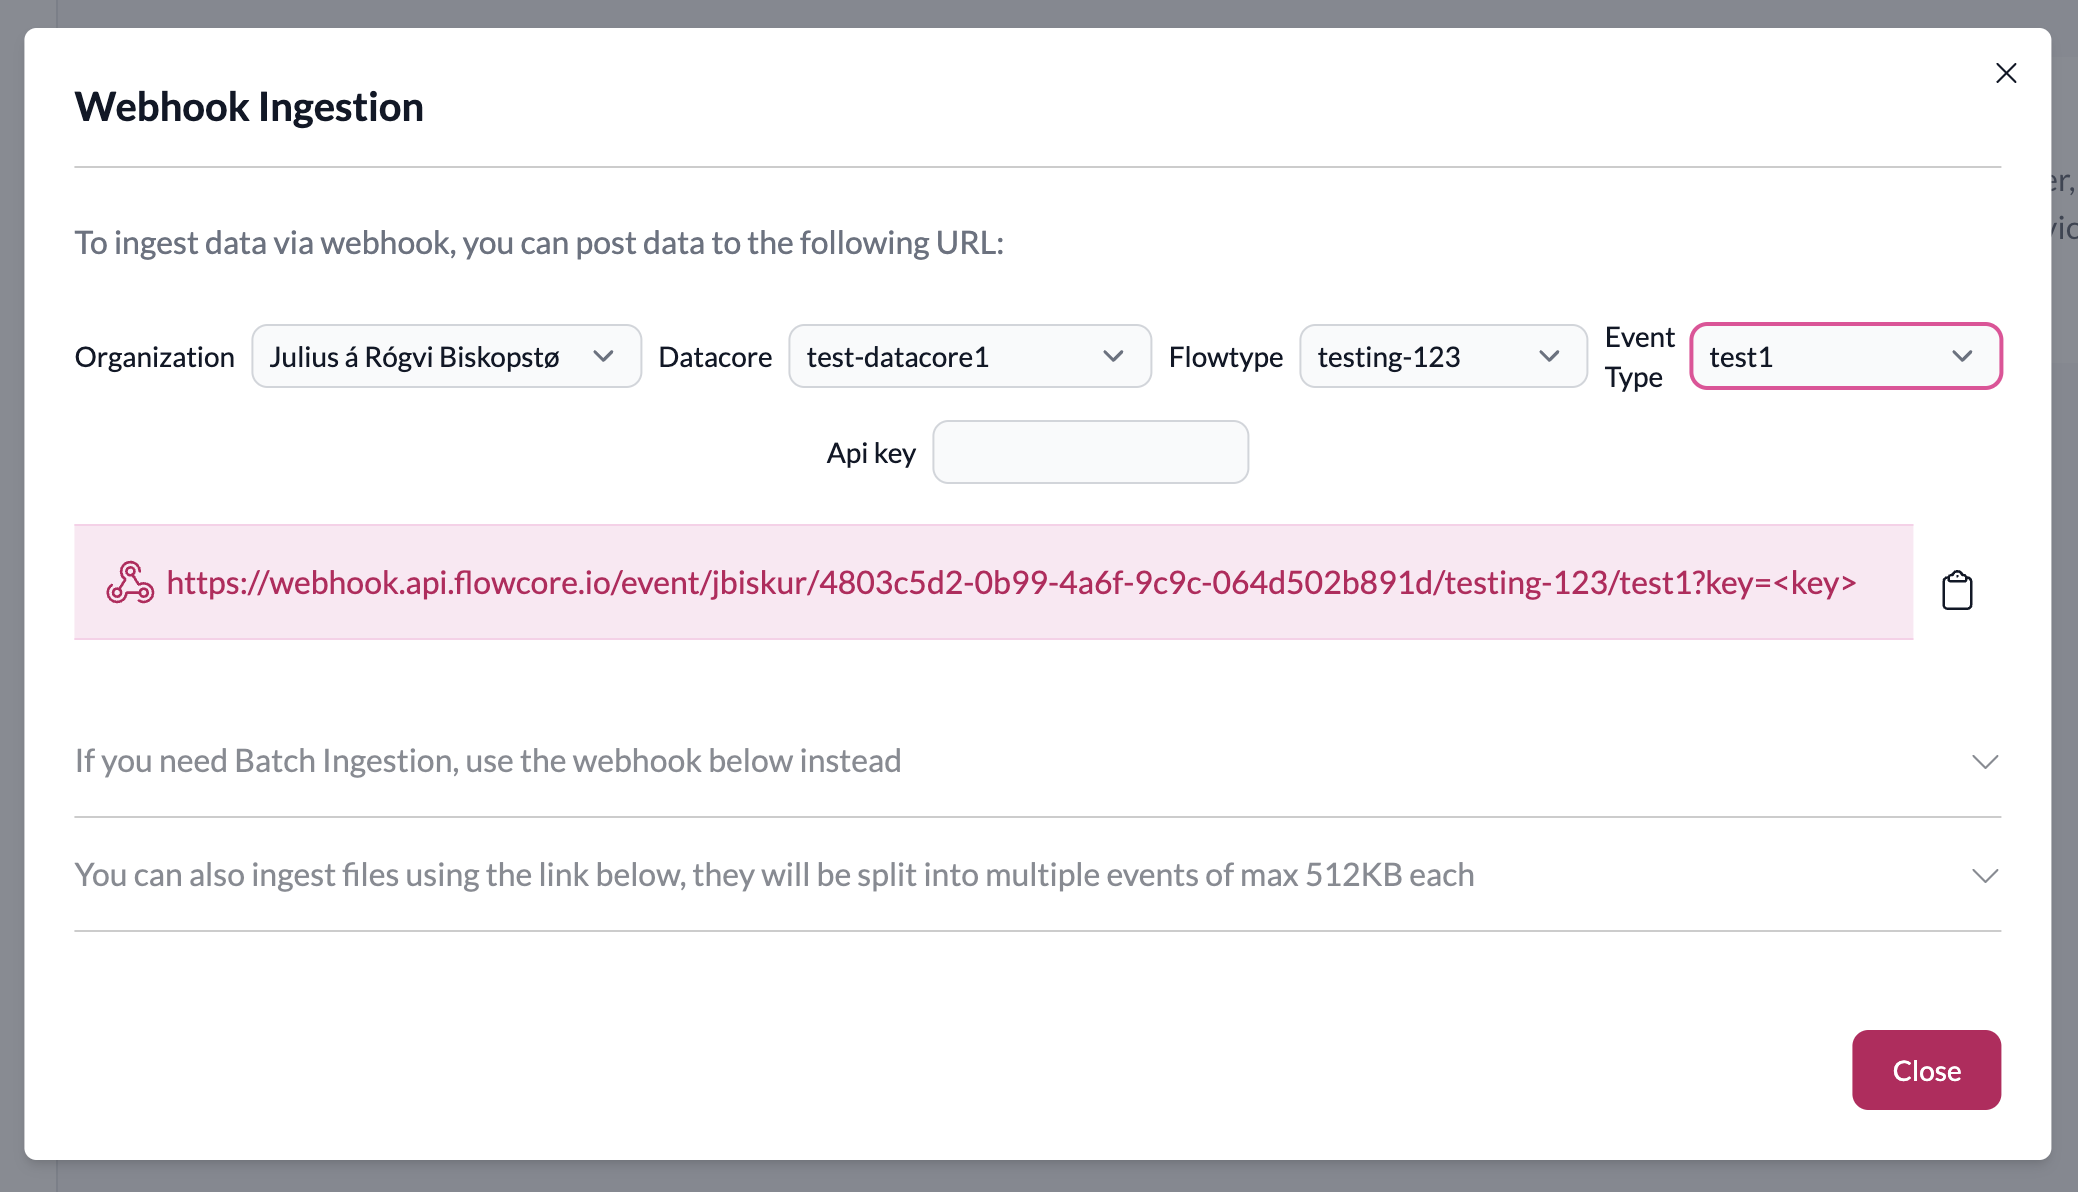 Webhook Ingestion
To ingest data via webhook, you can post data to the following URL:
Organization Julius á Rógvi Biskopstø Datacore test-datacore1 Flowtype testing-123 Event Type test1
Api key
https://webhook.api.flowcore.io/event/jbiskur/4803c5d2-0b99-4a6f-9c9c-064d502b891d/testing-123/test1?key=<key>
If you need Batch Ingestion, use the webhook below instead
You can also ingest files using the link below, they will be split into multiple events of max 512KB each
Close